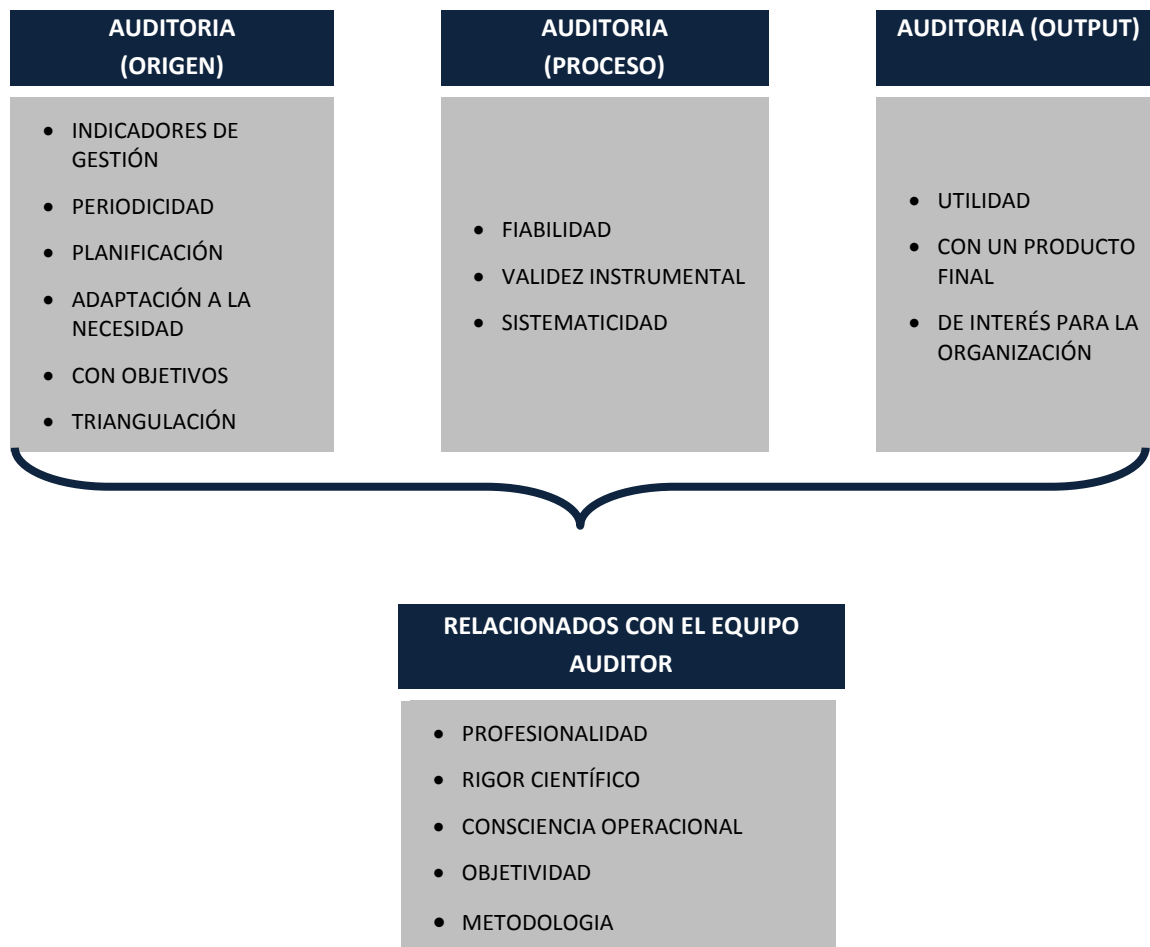 AUDITORIA
(ORIGEN)
• INDICADORES DE
GESTIÓN
• PERIODICIDAD
• PLANIFICACIÓN
• ADAPTACIÓN A LA
NECESIDAD
• CON OBJETIVOS
• TRIANGULACIÓN
AUDITORIA
(PROCESO)
• FIABILIDAD
• VALIDEZ INSTRUMENTAL
• SISTEMATICIDAD
AUDITORIA (OUTPUT)
• UTILIDAD
• CON UN PRODUCTO
FINAL
• DE INTERÉS PARA LA
ORGANIZACIÓN
RELACIONADOS CON EL EQUIPO
AUDITOR
• PROFESIONALIDAD
• RIGOR CIENTÍFICO
• CONSCIENCIA OPERACIONAL
• OBJETIVIDAD
• METODOLOGIA